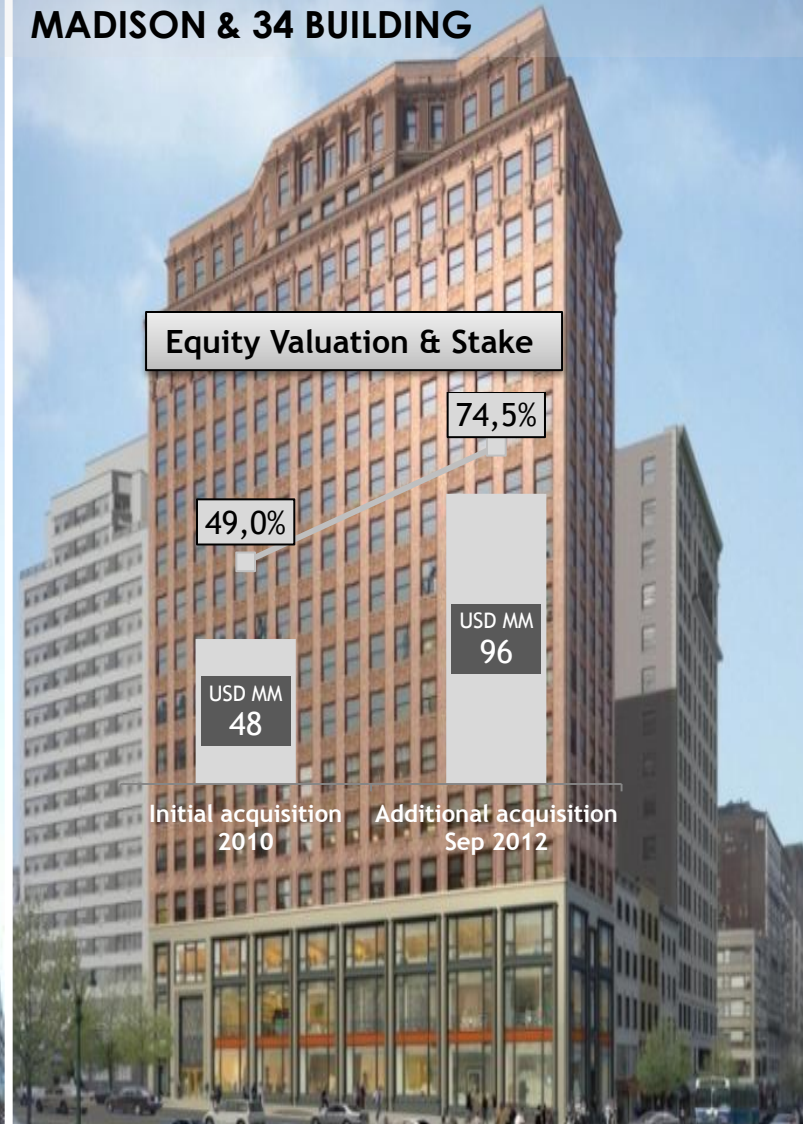 MADISON & 34 BUILDING
Equity Valuation & Stake
74,5%
49,0%
USD MM
96
USD MM
48
Initial acquisition
2010
Additional acquisition
Sep 2012